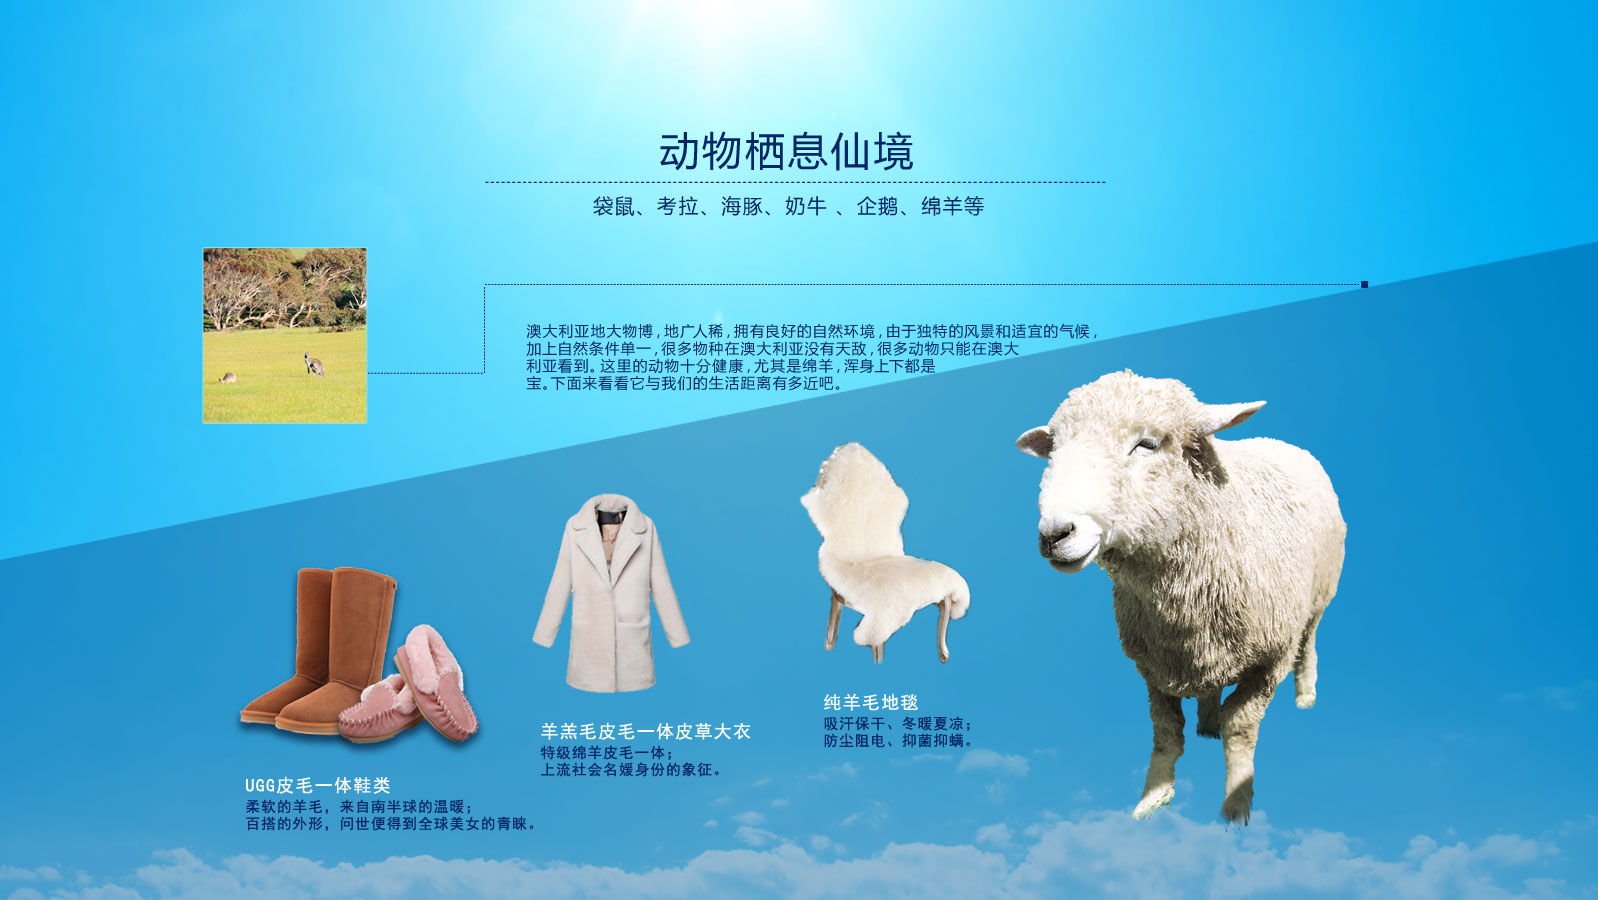 动物栖息仙境
袋鼠、考拉、海豚、奶牛 、企鹅、绵羊等
澳大利亚地大物博，地广人稀，拥有良好的自然环境，由于独特的风景和适宜的气候，
加上自然条件单一，很多物种在澳大利亚没有天敌，很多动物只能在澳大
利亚看到。这里的动物十分健康，尤其是绵羊，浑身上下都是
宝。下面来看看它与我们的生活距离有多近吧。
纯羊毛地毯
吸汗保干、冬暖夏凉；
防尘阻电、抑菌抑螨。
羊羔毛皮毛一体皮草大衣
特级绵羊皮毛一体；
上流社会名媛身份的象征。
UGG皮毛一体鞋类
柔软的羊毛，来自南半球的温暖；
百搭的外形，问世便得到全球美女的青睐。